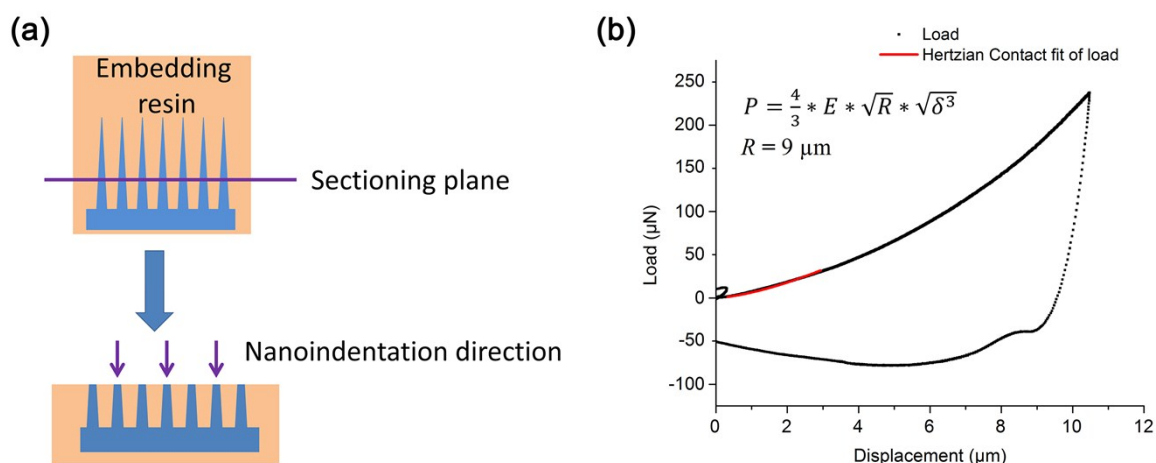 (a)
Embedding
resin
Sectioning plane
Nanoindentation direction
(b)
Load
Hertzian Contact fit of load
P = 4/3 * E * √R * √δ³
R = 9 μm
Load (μN)
250
200
150
100
50
0
-50
-100
0 2 4 6 8 10 12
Displacement (μm)